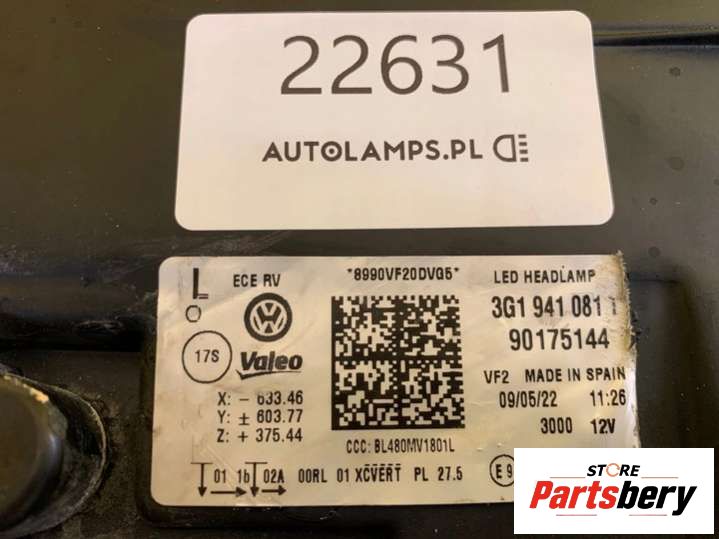 22631
AUTOLAMPS.PL
L ECE RV *8990VF20DVG5* LED HEADLAMP
O
VW
3G1 941 081
17S Valeo 90175144
VF2 MADE IN SPAIN
X: - 633.46 09/05/22 11:26
Y: ± 603.77 3000 12V
Z: + 375.44
CCC: BL480MV1801L
01 1b 02A 00RL 01 XCVERT PL 27.5 E9
STORE
Partsbery